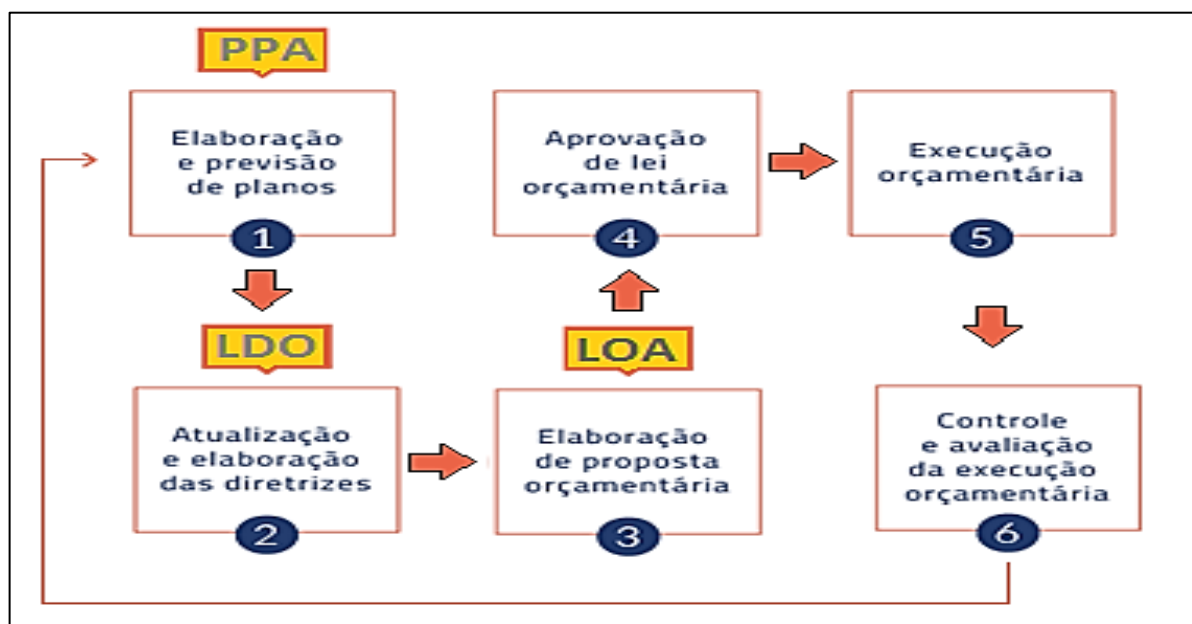 PPA
Elaboração
e previsão
de planos
1
LDO
Atualização
e elaboração
das diretrizes
2
LOA
Elaboração
de proposta
orçamentária
3
Aprovação
de lei
orçamentária
4
Execução
orçamentária
5
Controle
e avaliação
da execução
orçamentária
6